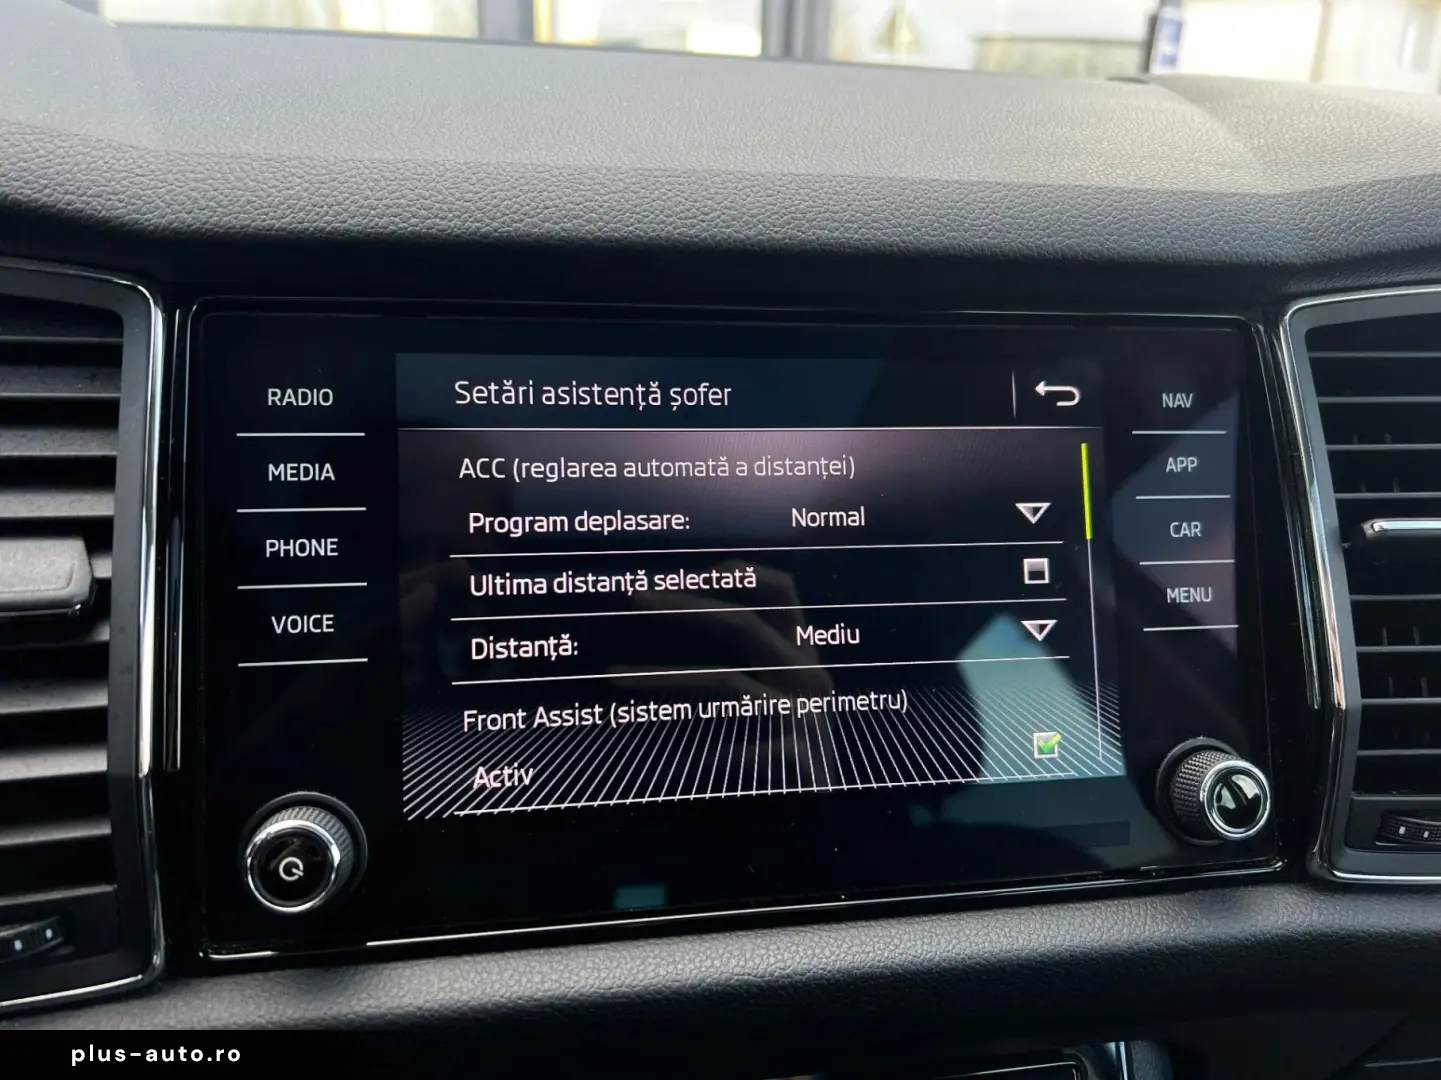 Setări asistență șofer
RADIO
MEDIA
PHONE
VOICE
ACC (reglarea automată a distanței)
Program deplasare: Normal
Ultima distanță selectată
Distanță: Mediu
Front Assist (sistem urmărire perimetru)
Activ
NAV
APP
CAR
MENU
plus-auto.ro